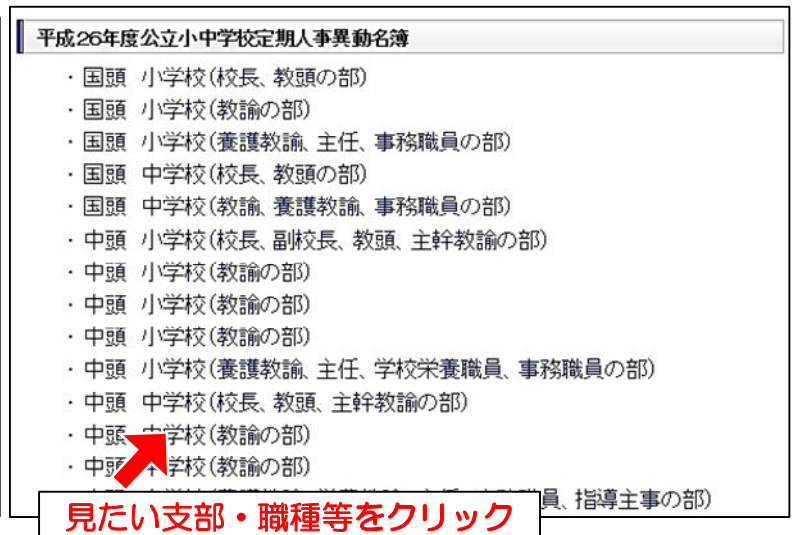 平成26年度公立小中学校定期人事異動名簿
・国頭 小学校(校長、教頭の部)
・国頭 小学校(教諭の部)
・国頭 小学校(養護教諭、主任、事務職員の部)
・国頭 中学校(校長、教頭の部)
・国頭 中学校(教諭、養護教諭、事務職員の部)
・中頭 小学校(校長、副校長、教頭、主幹教諭の部)
・中頭 小学校(教諭の部)
・中頭 小学校(教諭の部)
・中頭 小学校(教諭の部)
・中頭 小学校(養護教諭、主任、学校栄養職員、事務職員の部)
・中頭 中学校(校長、教頭、主幹教諭の部)
・中頭 中学校(教諭の部)
・中頭 中学校(教諭の部)
員、指導主事の部)
見たい支部・職種等をクリック